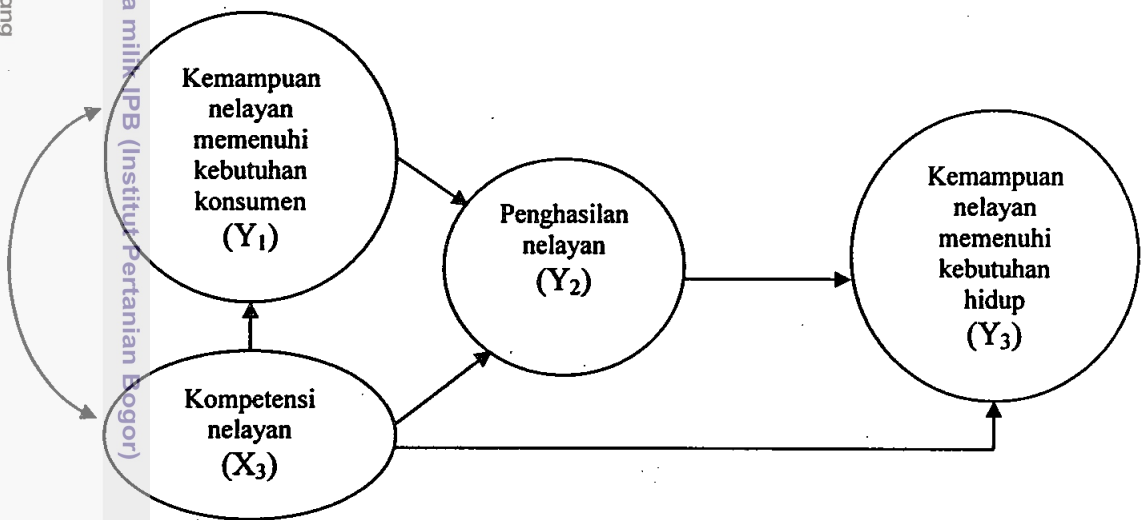 ang
a milik IPB (Institut Pertanian Bogor)
Kemampuan
nelayan
memenuhi
kebutuhan
konsumen
(Y₁)
Penghasilan
nelayan
(Y₂)
Kemampuan
nelayan
memenuhi
kebutuhan
hidup
(Y₃)
Kompetensi
nelayan
(X₃)